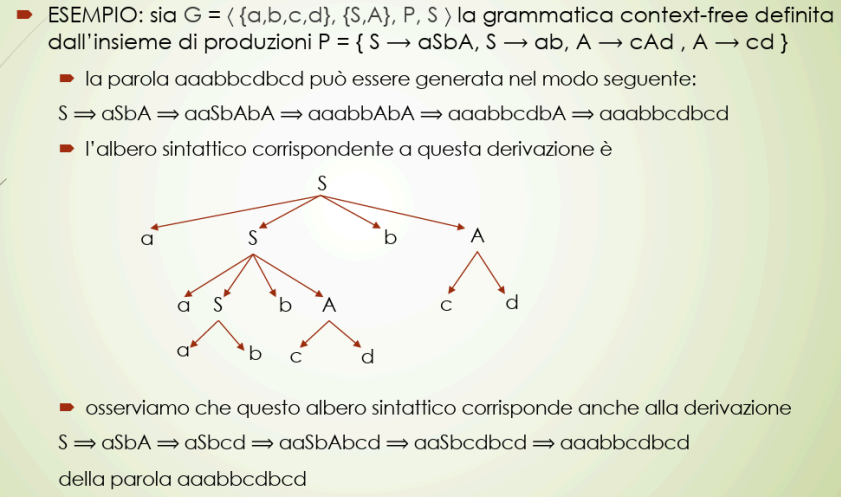 ESEMPIO: sia G = ⟨ {a,b,c,d}, {S,A}, P, S ⟩ la grammatica context-free definita
dall'insieme di produzioni P = { S → aSbA, S → ab, A → cAd , A → cd }
la parola aaabbcdbcd può essere generata nel modo seguente:
S ⟹ aSbA ⟹ aaSbAbA ⟹ aaabbAbA ⟹ aaabbcdbA ⟹ aaabbcdbcd
l'albero sintattico corrispondente a questa derivazione è
S
a S b A
a S b A c d
a b c d
osserviamo che questo albero sintattico corrisponde anche alla derivazione
S ⟹ aSbA ⟹ aSbcd ⟹ aaSbAbcd ⟹ aaSbcdbcd ⟹ aaabbcdbcd
della parola aaabbcdbcd